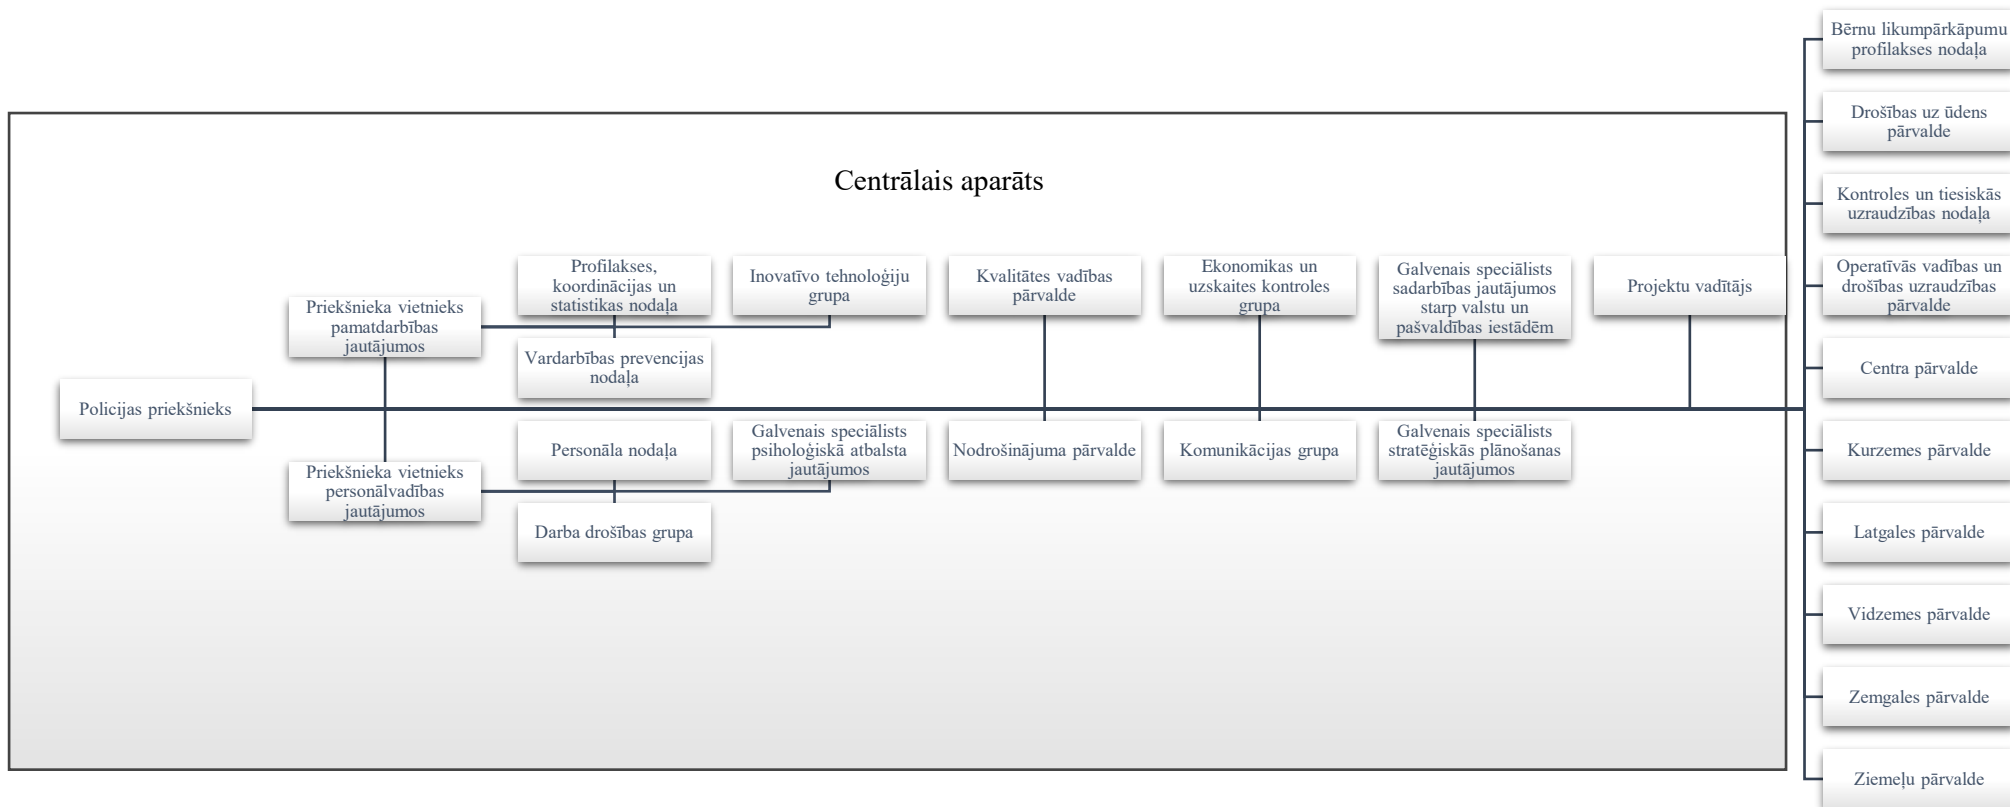 Centrālais aparāts
Policijas priekšnieks
Priekšnieka vietnieks
pamatdarbības
jautājumos
Profilakses,
koordinācijas un
statistikas nodaļa
Inovatīvo tehnoloģiju
grupa
Vardarbības prevencijas
nodaļa
Priekšnieka vietnieks
personālvadības
jautājumos
Personāla nodaļa
Galvenais speciālists
psiholoģiskā atbalsta
jautājumos
Darba drošības grupa
Kvalitātes vadības
pārvalde
Nodrošinājuma pārvalde
Ekonomikas un
uzskaites kontroles
grupa
Komunikācijas grupa
Galvenais speciālists
sadarbības jautājumos
starp valstu un
pašvaldības iestādēm
Galvenais speciālists
stratēģiskās plānošanas
jautājumos
Projektu vadītājs
Bērnu likumpārkāpumu
profilakses nodaļa
Drošības uz ūdens
pārvalde
Kontroles un tiesiskās
uzraudzības nodaļa
Operatīvās vadības un
drošības uzraudzības
pārvalde
Centra pārvalde
Kurzemes pārvalde
Latgales pārvalde
Vidzemes pārvalde
Zemgales pārvalde
Ziemeļu pārvalde